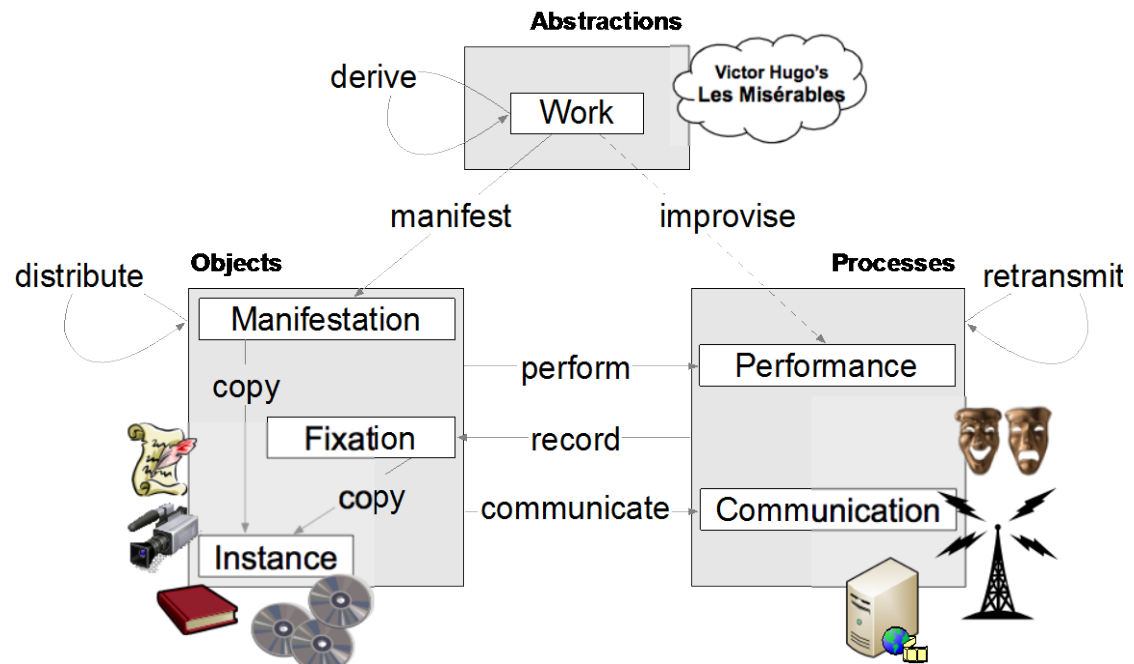 Abstractions
derive
Work
Victor Hugo's
Les Misérables
manifest
improvise
Objects
Processes
distribute
retransmit
Manifestation
perform
Performance
copy
Fixation
record
copy
communicate
Communication
Instance